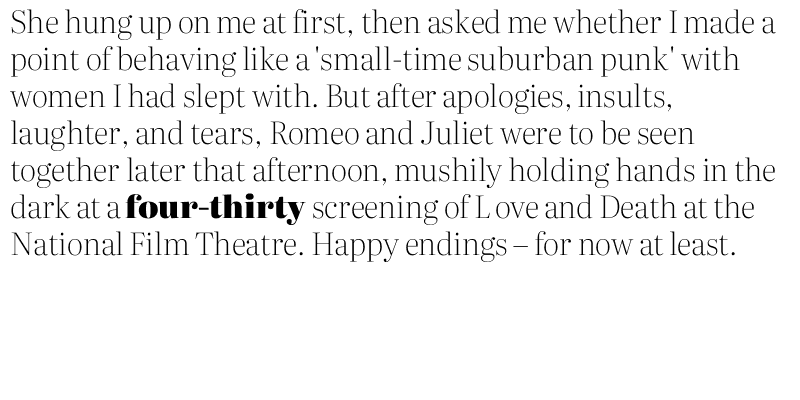 She hung up on me at first, then asked me whether I made a
point of behaving like a 'small-time suburban punk' with
women I had slept with. But after apologies, insults,
laughter, and tears, Romeo and Juliet were to be seen
together later that afternoon, mushily holding hands in the
dark at a four-thirty screening of Love and Death at the
National Film Theatre. Happy endings – for now at least.